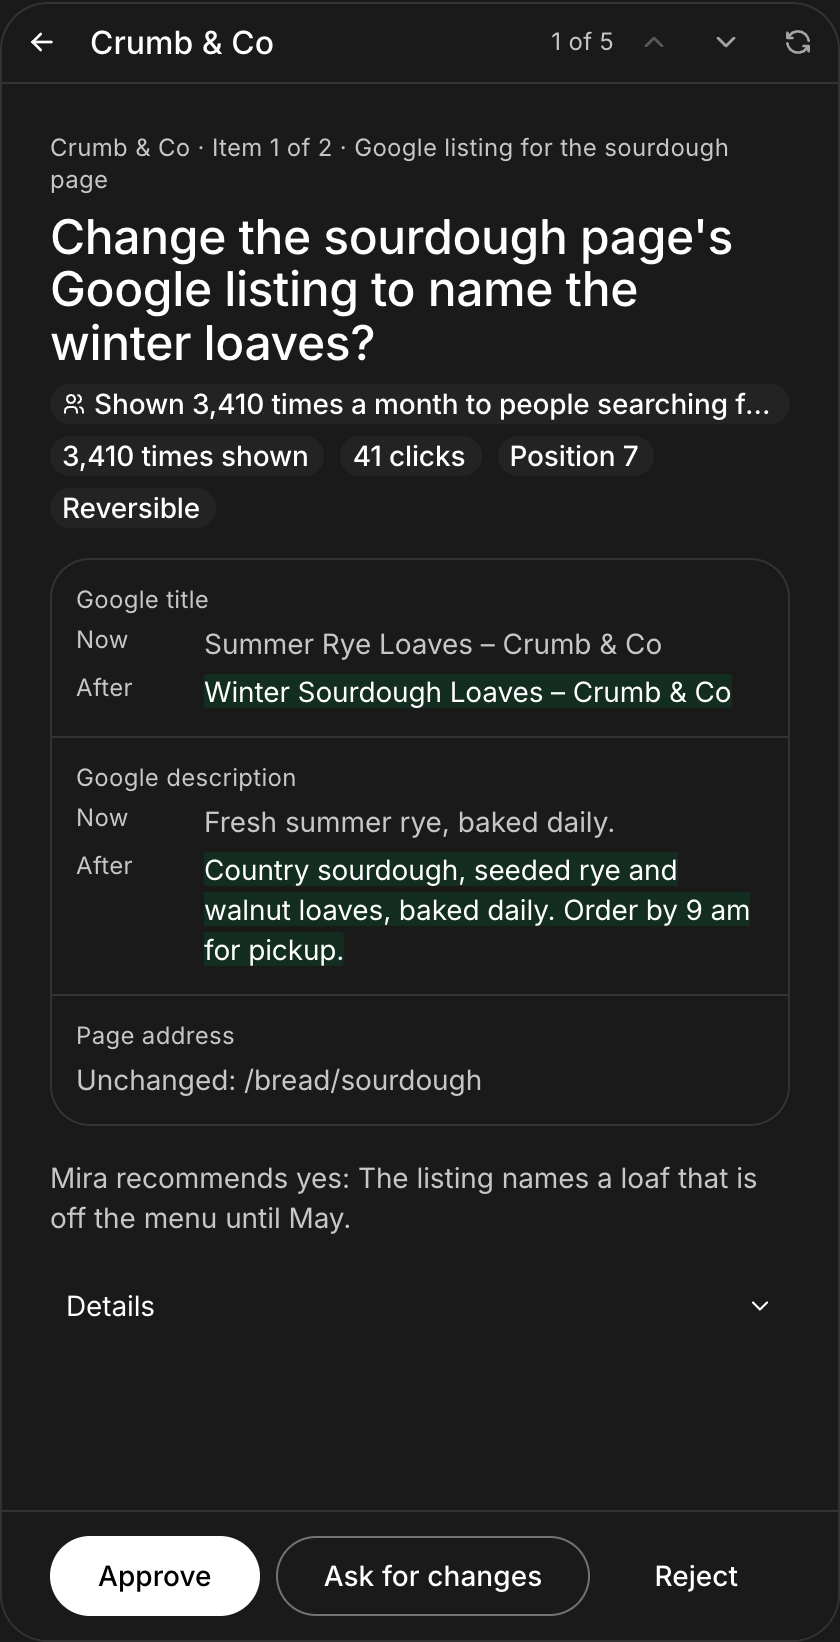 Crumb & Co
1 of 5
Crumb & Co · Item 1 of 2 · Google listing for the sourdough
page
Change the sourdough page's
Google listing to name the
winter loaves?
Shown 3,410 times a month to people searching f...
3,410 times shown
41 clicks
Position 7
Reversible
Google title
Now
Summer Rye Loaves – Crumb & Co
After
Winter Sourdough Loaves – Crumb & Co
Google description
Now
Fresh summer rye, baked daily.
After
Country sourdough, seeded rye and
walnut loaves, baked daily. Order by 9 am
for pickup.
Page address
Unchanged: /bread/sourdough
Mira recommends yes: The listing names a loaf that is
off the menu until May.
Details
Approve
Ask for changes
Reject